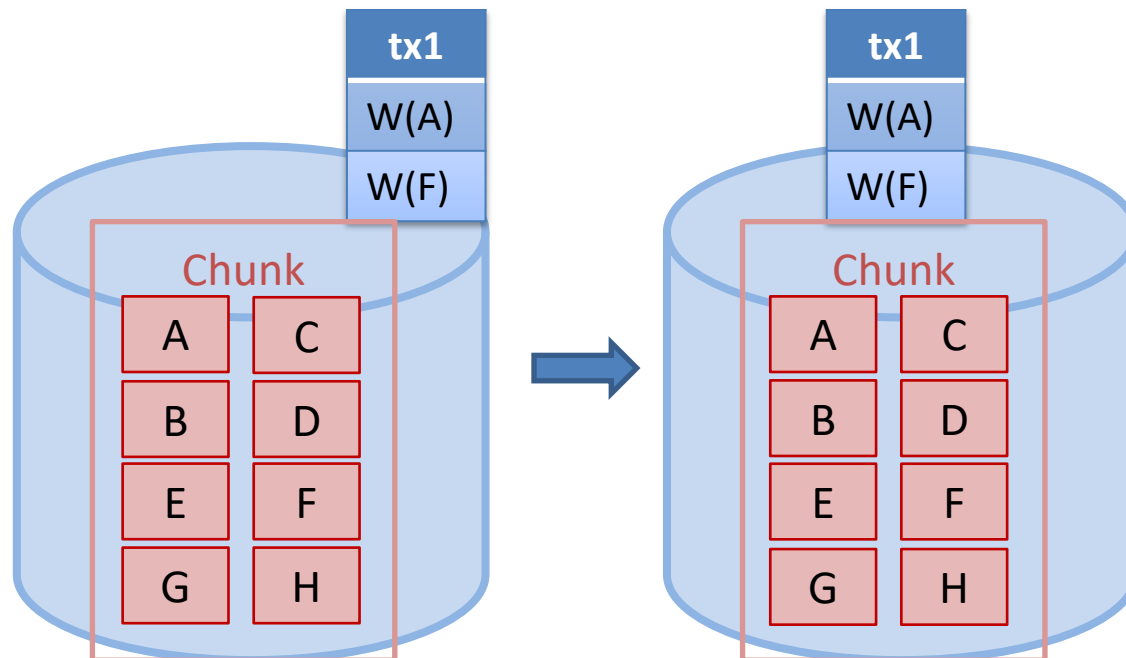 tx1
W(A)
W(F)
Chunk
A C
B D
E F
G H
tx1
W(A)
W(F)
Chunk
A C
B D
E F
G H